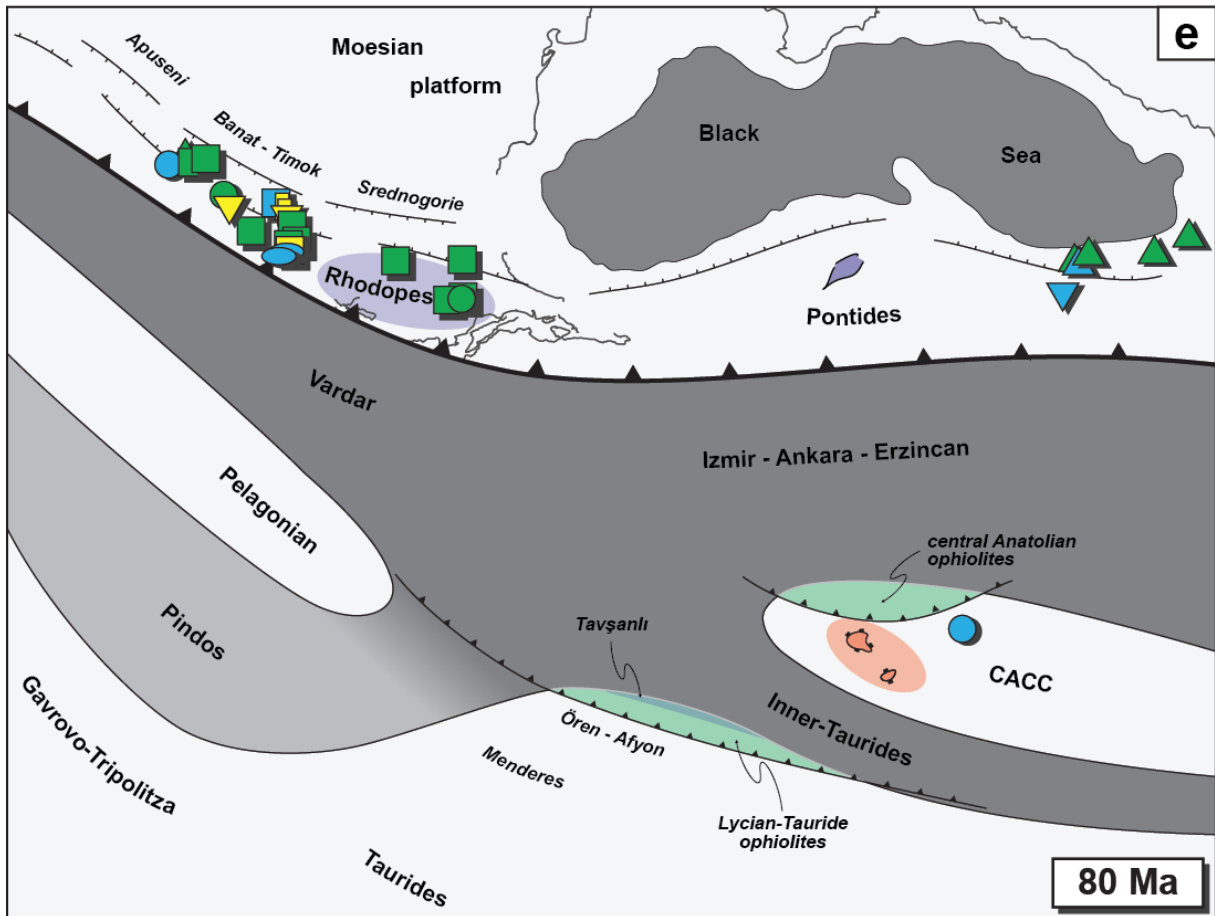 e
Apuseni
Moesian
platform
Banat - Timok
Srednogorie
Black
Sea
Rhodopes
Pontides
Vardar
Izmir - Ankara - Erzincan
Pelagonian
central Anatolian
ophiolites
Pindos
Tavşanlı
CACC
Inner-Taurides
Gavrovo-Tripolitza
Ören - Afyon
Menderes
Lycian-Tauride
ophiolites
Taurides
80 Ma